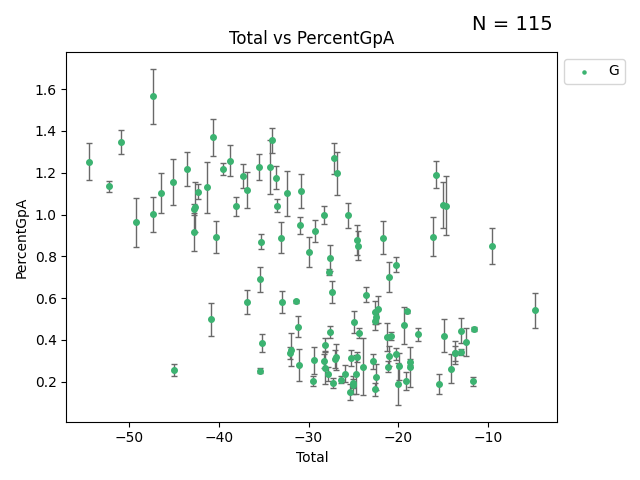 N = 115
Total vs PercentGpA
G
PercentGpA
1.6
1.4
1.2
1.0
0.8
0.6
0.4
0.2
−50 −40 −30 −20 −10
Total